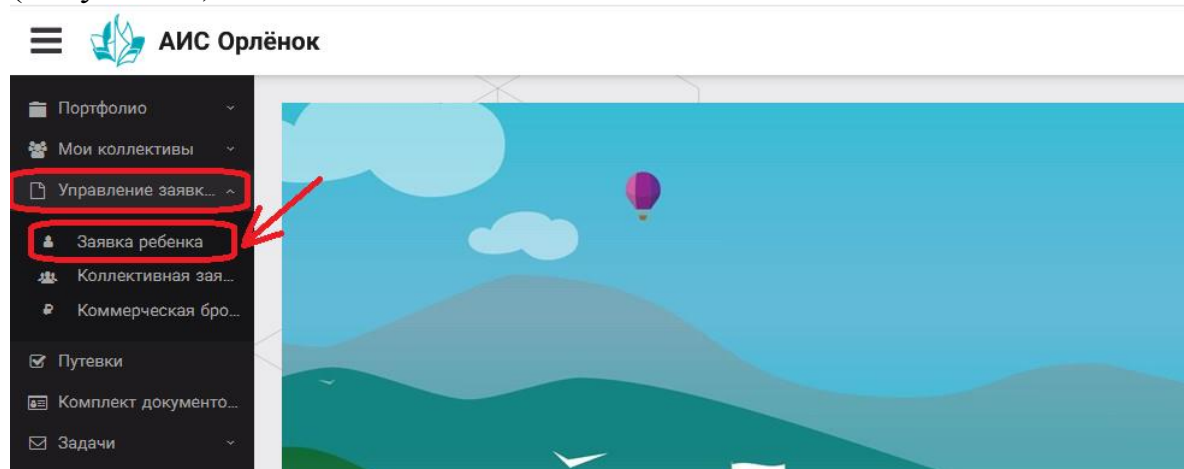 АИС Орлёнок
Портфолио
Мои коллективы
Управление заявк...
Заявка ребенка
Коллективная зая...
Коммерческая бро...
Путевки
Комплект документо...
Задачи